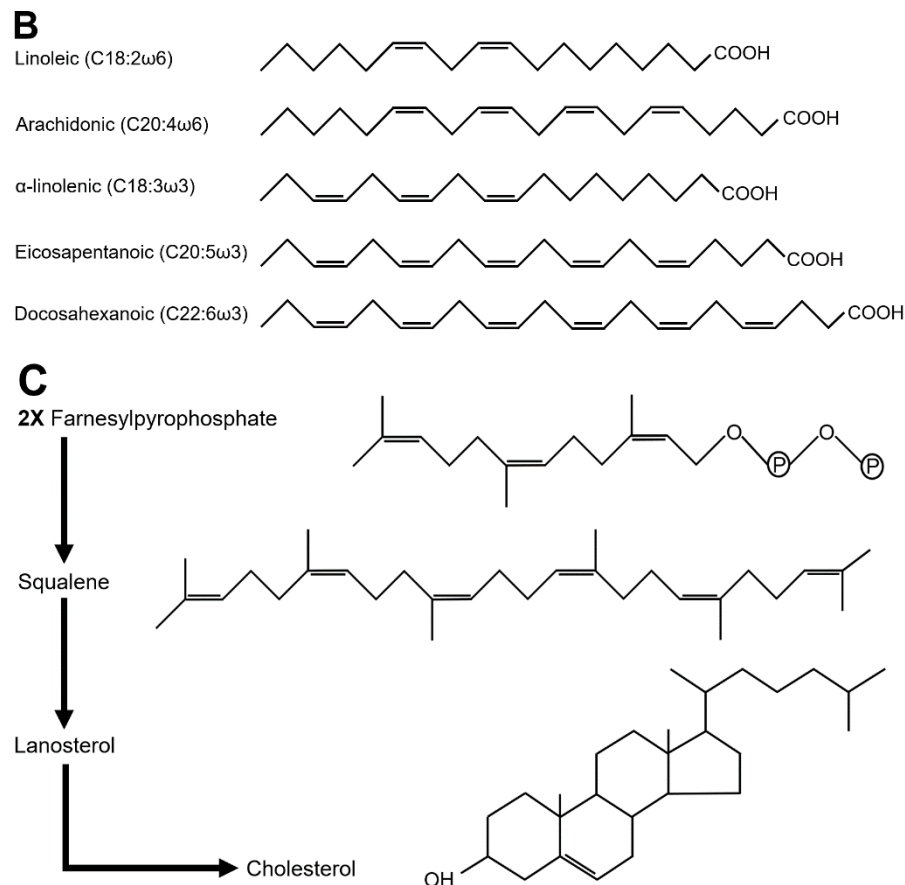 B
Linoleic (C18:2ω6)
COOH
Arachidonic (C20:4ω6)
COOH
α-linolenic (C18:3ω3)
COOH
Eicosapentanoic (C20:5ω3)
COOH
Docosahexanoic (C22:6ω3)
COOH
C
2X Farnesylpyrophosphate
O O
P P
Squalene
Lanosterol
OH
Cholesterol